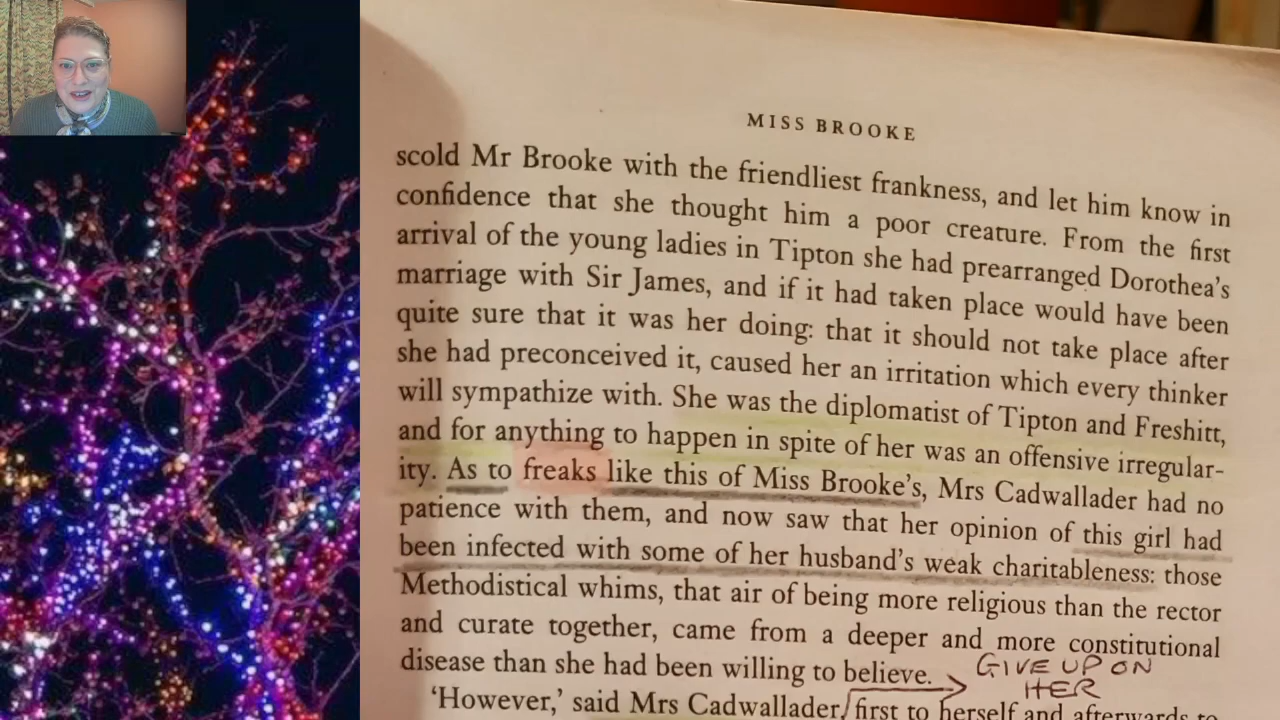 MISS BROOKE
scold Mr Brooke with the friendliest frankness, and let him know in
confidence that she thought him a poor creature. From the first
arrival of the young ladies in Tipton she had prearranged Dorothea's
marriage with Sir James, and if it had taken place would have been
quite sure that it was her doing: that it should not take place after
she had preconceived it, caused her an irritation which every thinker
will sympathize with. She was the diplomatist of Tipton and Freshitt,
and for anything to happen in spite of her was an offensive irregular-
ity. As to freaks like this of Miss Brooke's, Mrs Cadwallader had no
patience with them, and now saw that her opinion of this girl had
been infected with some of her husband's weak charitableness: those
Methodistical whims, that air of being more religious than the rector
and curate together, came from a deeper and more constitutional
disease than she had been willing to believe.
GIVE UP ON
HER
'However,' said Mrs Cadwallader, first to herself and afterwards to